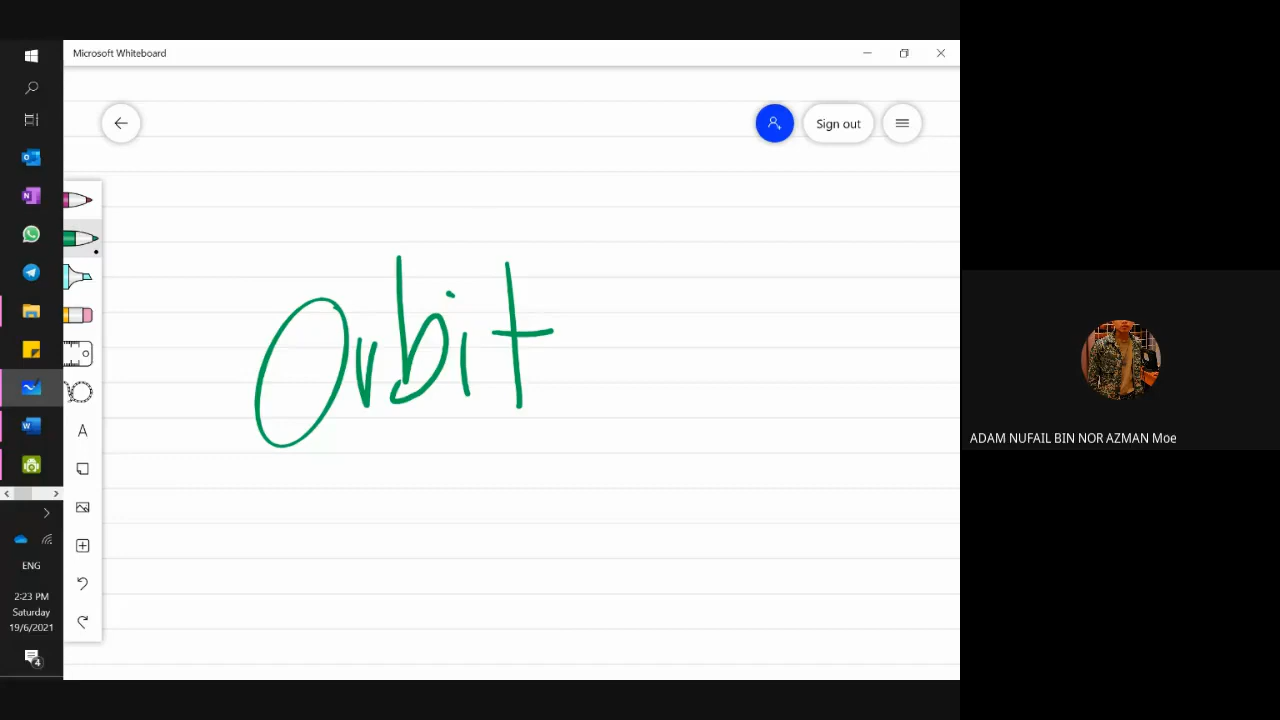 Microsoft Whiteboard
Sign out
Orbit
A
ENG
2:23 PM
Saturday
19/6/2021
4
ADAM NUFAIL BIN NOR AZMAN Moe